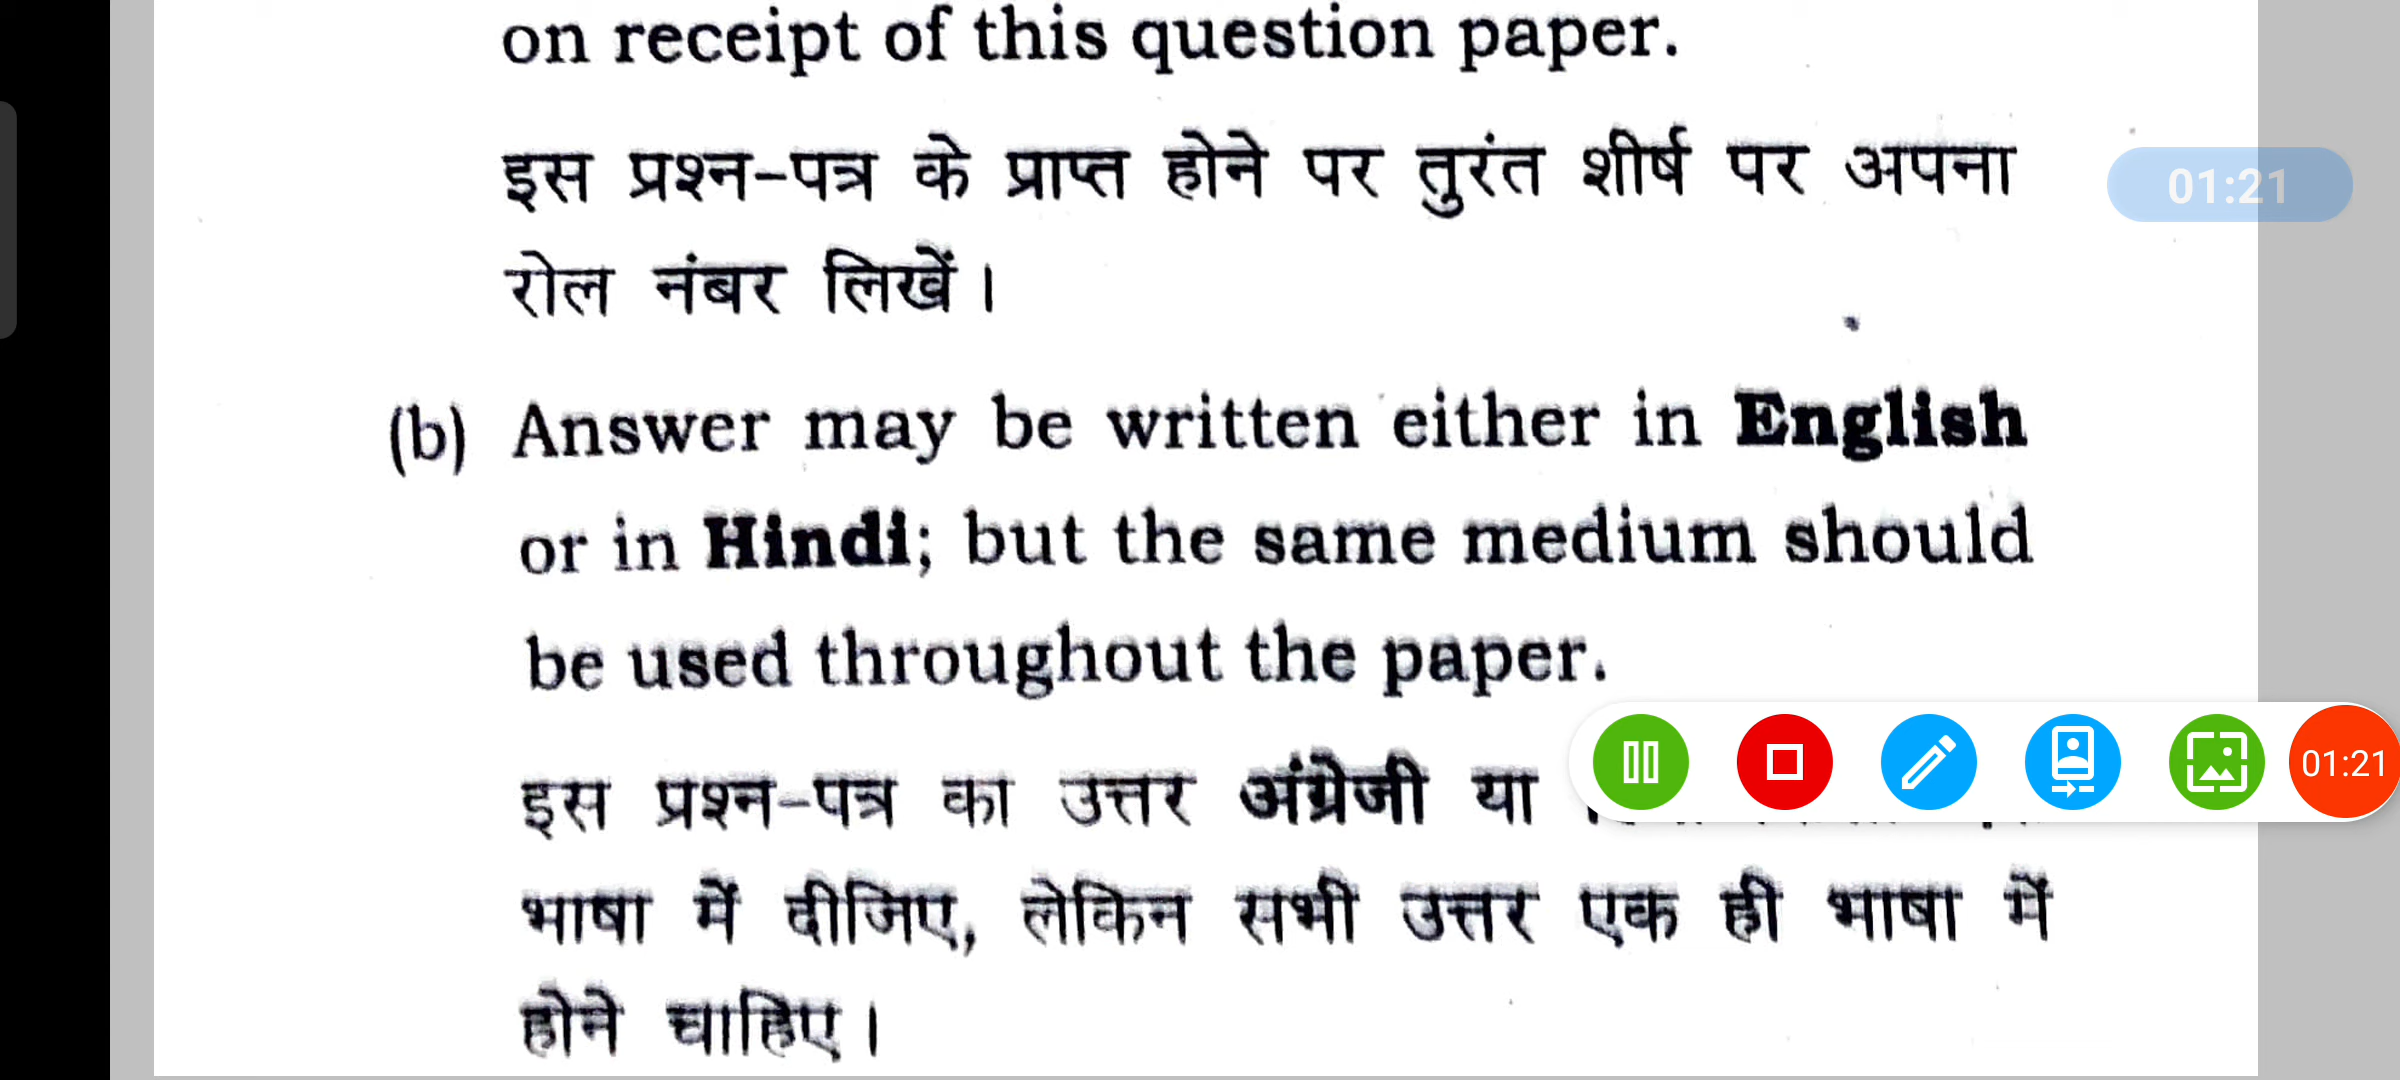 on receipt of this question paper.
इस प्रश्न-पत्र के प्राप्त होने पर तुरंत शीर्ष पर अपना
01:21
रोल नंबर लिखें।
(b) Answer may be written either in English
or in Hindi; but the same medium should
be used throughout the paper.
इस प्रश्न-पत्र का उत्तर अंग्रेजी या
01:21
भाषा में दीजिए, लेकिन सभी उत्तर एक ही भाषा में
होने चाहिए।